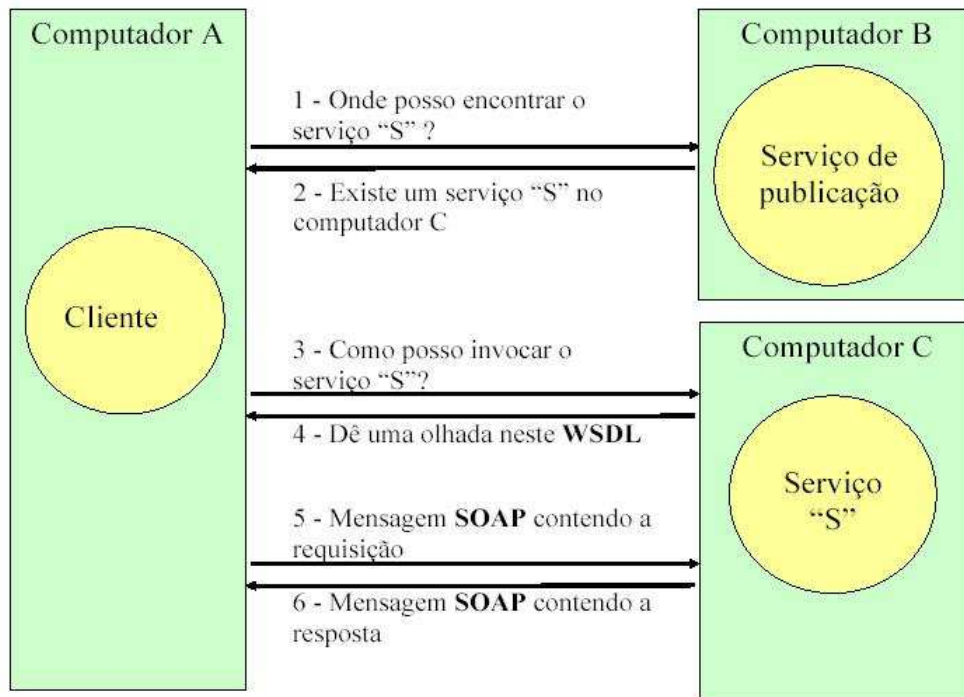 Computador A
Computador B
1 - Onde posso encontrar o
serviço “S” ?
2 - Existe um serviço “S” no
computador C
Serviço de
publicação
Cliente
3 - Como posso invocar o
serviço “S”?
4 - Dê uma olhada neste WSDL
5 - Mensagem SOAP contendo a
requisição
6 - Mensagem SOAP contendo a
resposta
Computador C
Serviço
“S”